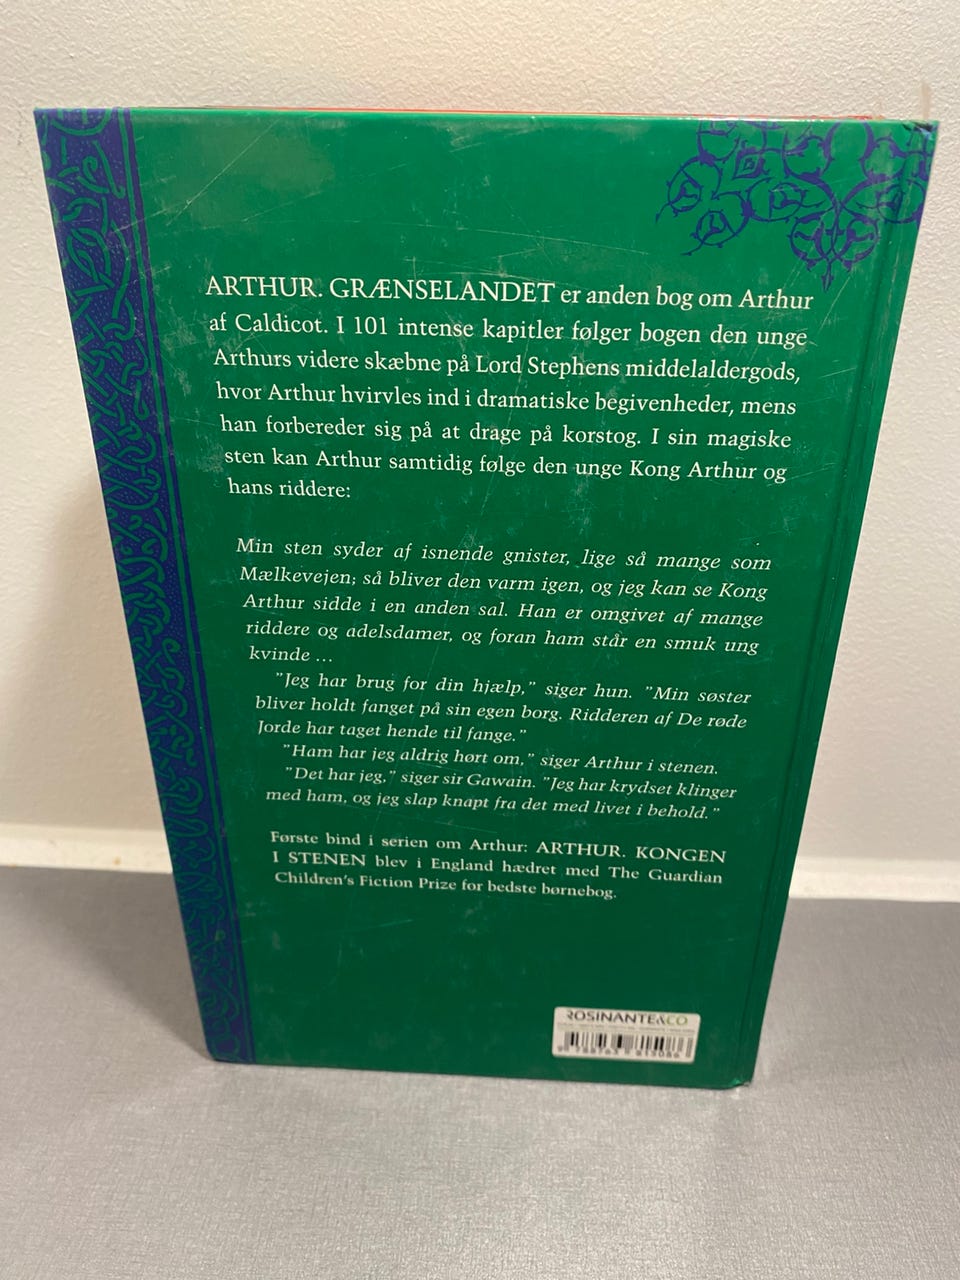 ARTHUR. GRÆNSELANDET er anden bog om Arthur
af Caldicot. I 101 intense kapitler følger bogen den unge
Arthurs videre skæbne på Lord Stephens middelaldergods,
hvor Arthur hvirvles ind i dramatiske begivenheder, mens
han forbereder sig på at drage på korstog. I sin magiske
sten kan Arthur samtidig følge den unge Kong Arthur og
hans riddere:
Min sten syder af isnende gnister, lige så mange som
Mælkevejen; så bliver den varm igen, og jeg kan se Kong
Arthur sidde i en anden sal. Han er omgivet af mange
riddere og adelsdamer, og foran ham står en smuk ung
kvinde ...
"Jeg har brug for din hjælp," siger hun. "Min søster
bliver holdt fanget på sin egen borg. Ridderen af De røde
Jorde har taget hende til fange."
"Ham har jeg aldrig hørt om," siger Arthur i stenen.
"Det har jeg," siger sir Gawain. "Jeg har krydset klinger
med ham, og jeg slap knapt fra det med livet i behold."
Første bind i serien om Arthur: ARTHUR. KONGEN
I STENEN blev i England hædret med The Guardian
Children's Fiction Prize for bedste børnebog.
ROSINANTE&CO
9 788763 813086